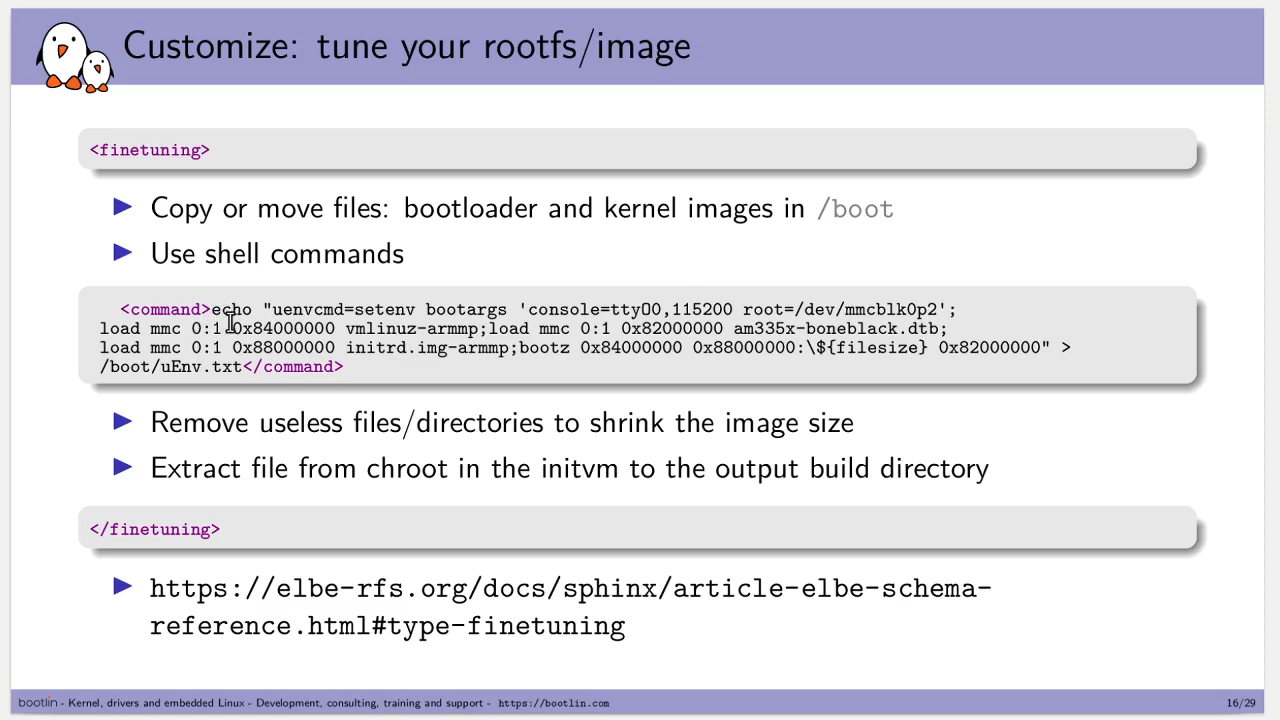 Customize: tune your rootfs/image
<finetuning>
▶ Copy or move files: bootloader and kernel images in /boot
▶ Use shell commands
<command>echo "uenvcmd=setenv bootargs 'console=ttyO0,115200 root=/dev/mmcblk0p2';
load mmc 0:1 0x84000000 vmlinuz-armmp;load mmc 0:1 0x82000000 am335x-boneblack.dtb;
load mmc 0:1 0x88000000 initrd.img-armmp;bootz 0x84000000 0x88000000:\${filesize} 0x82000000" >
/boot/uEnv.txt</command>
▶ Remove useless files/directories to shrink the image size
▶ Extract file from chroot in the initvm to the output build directory
</finetuning>
▶ https://elbe-rfs.org/docs/sphinx/article-elbe-schema-
reference.html#type-finetuning
bootlin - Kernel, drivers and embedded Linux - Development, consulting, training and support - https://bootlin.com
16/29